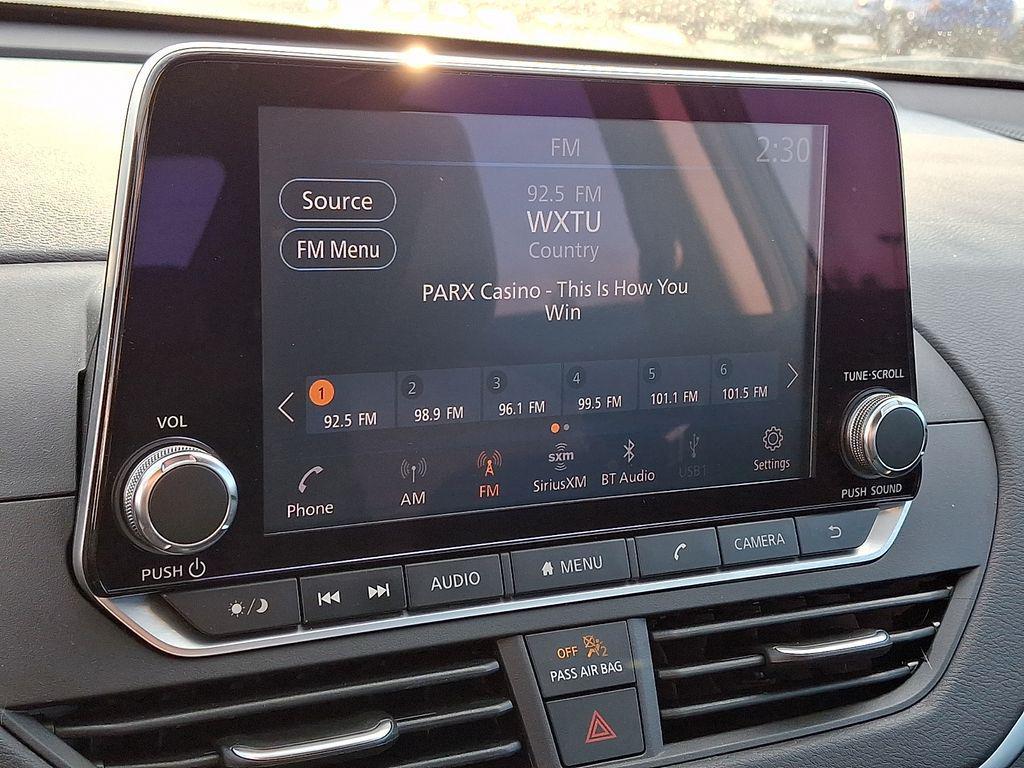 FM
2:30
Source
92.5 FM
WXTU
FM Menu
Country
PARX Casino - This Is How You
Win
1
2
3
4
5
6
92.5 FM
98.9 FM
96.1 FM
99.5 FM
101.1 FM
101.5 FM
TUNE·SCROLL
VOL
Phone
AM
FM
sxm
SiriusXM
BT Audio
USB1
Settings
PUSH SOUND
PUSH
AUDIO
MENU
CAMERA
OFF
2
PASS AIR BAG